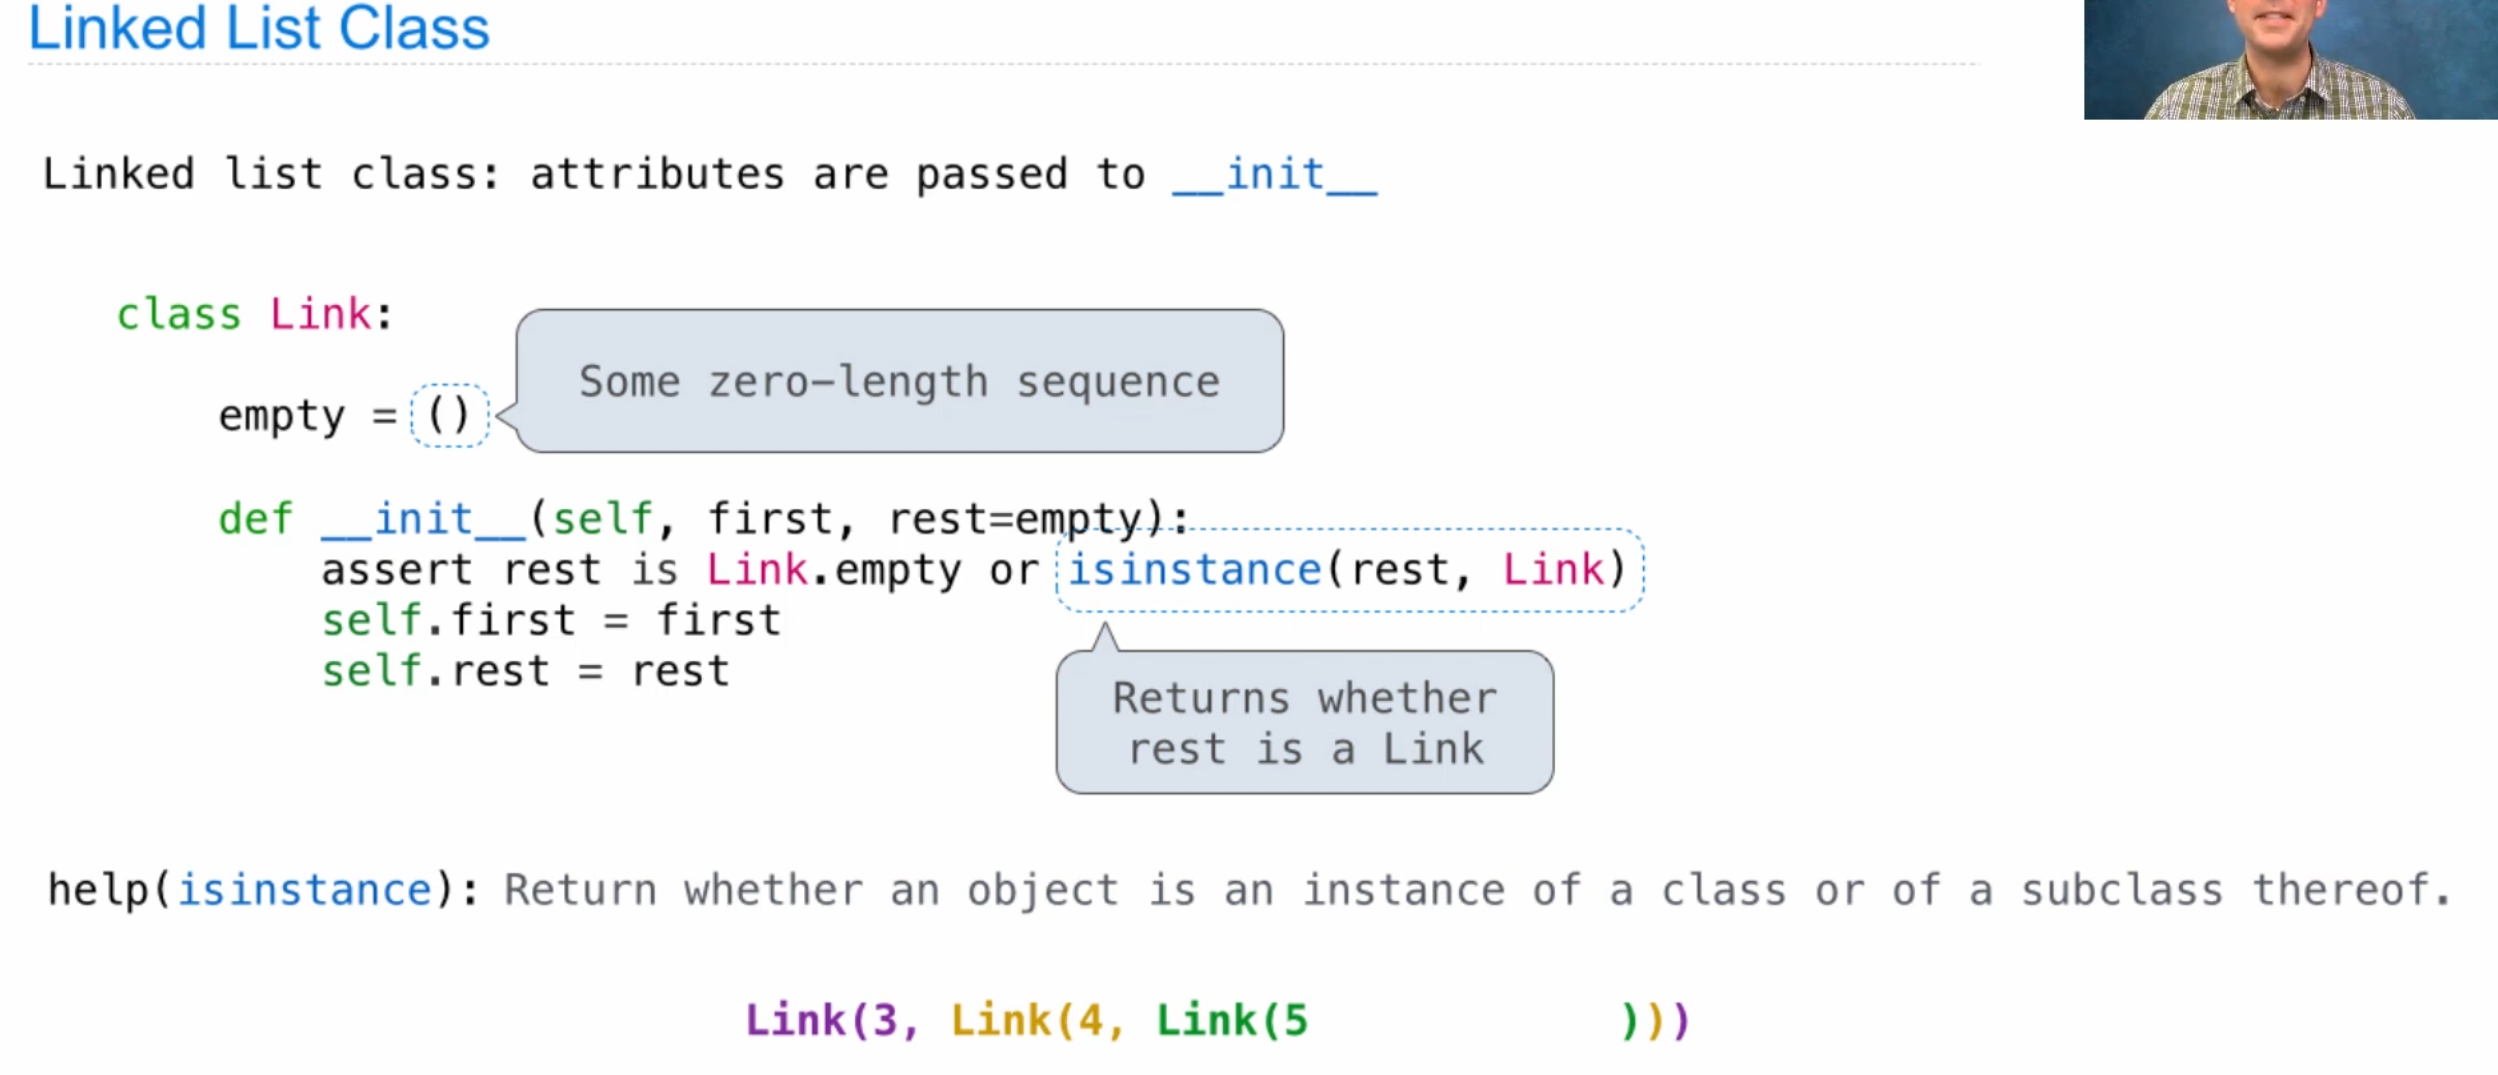 Linked List Class
Linked list class: attributes are passed to __init__
class Link:
Some zero-length sequence
empty = ()
def __init__(self, first, rest=empty):
assert rest is Link.empty or isinstance(rest, Link)
self.first = first
self.rest = rest
Returns whether
rest is a Link
help(isinstance): Return whether an object is an instance of a class or of a subclass thereof.
Link(3, Link(4, Link(5 )))